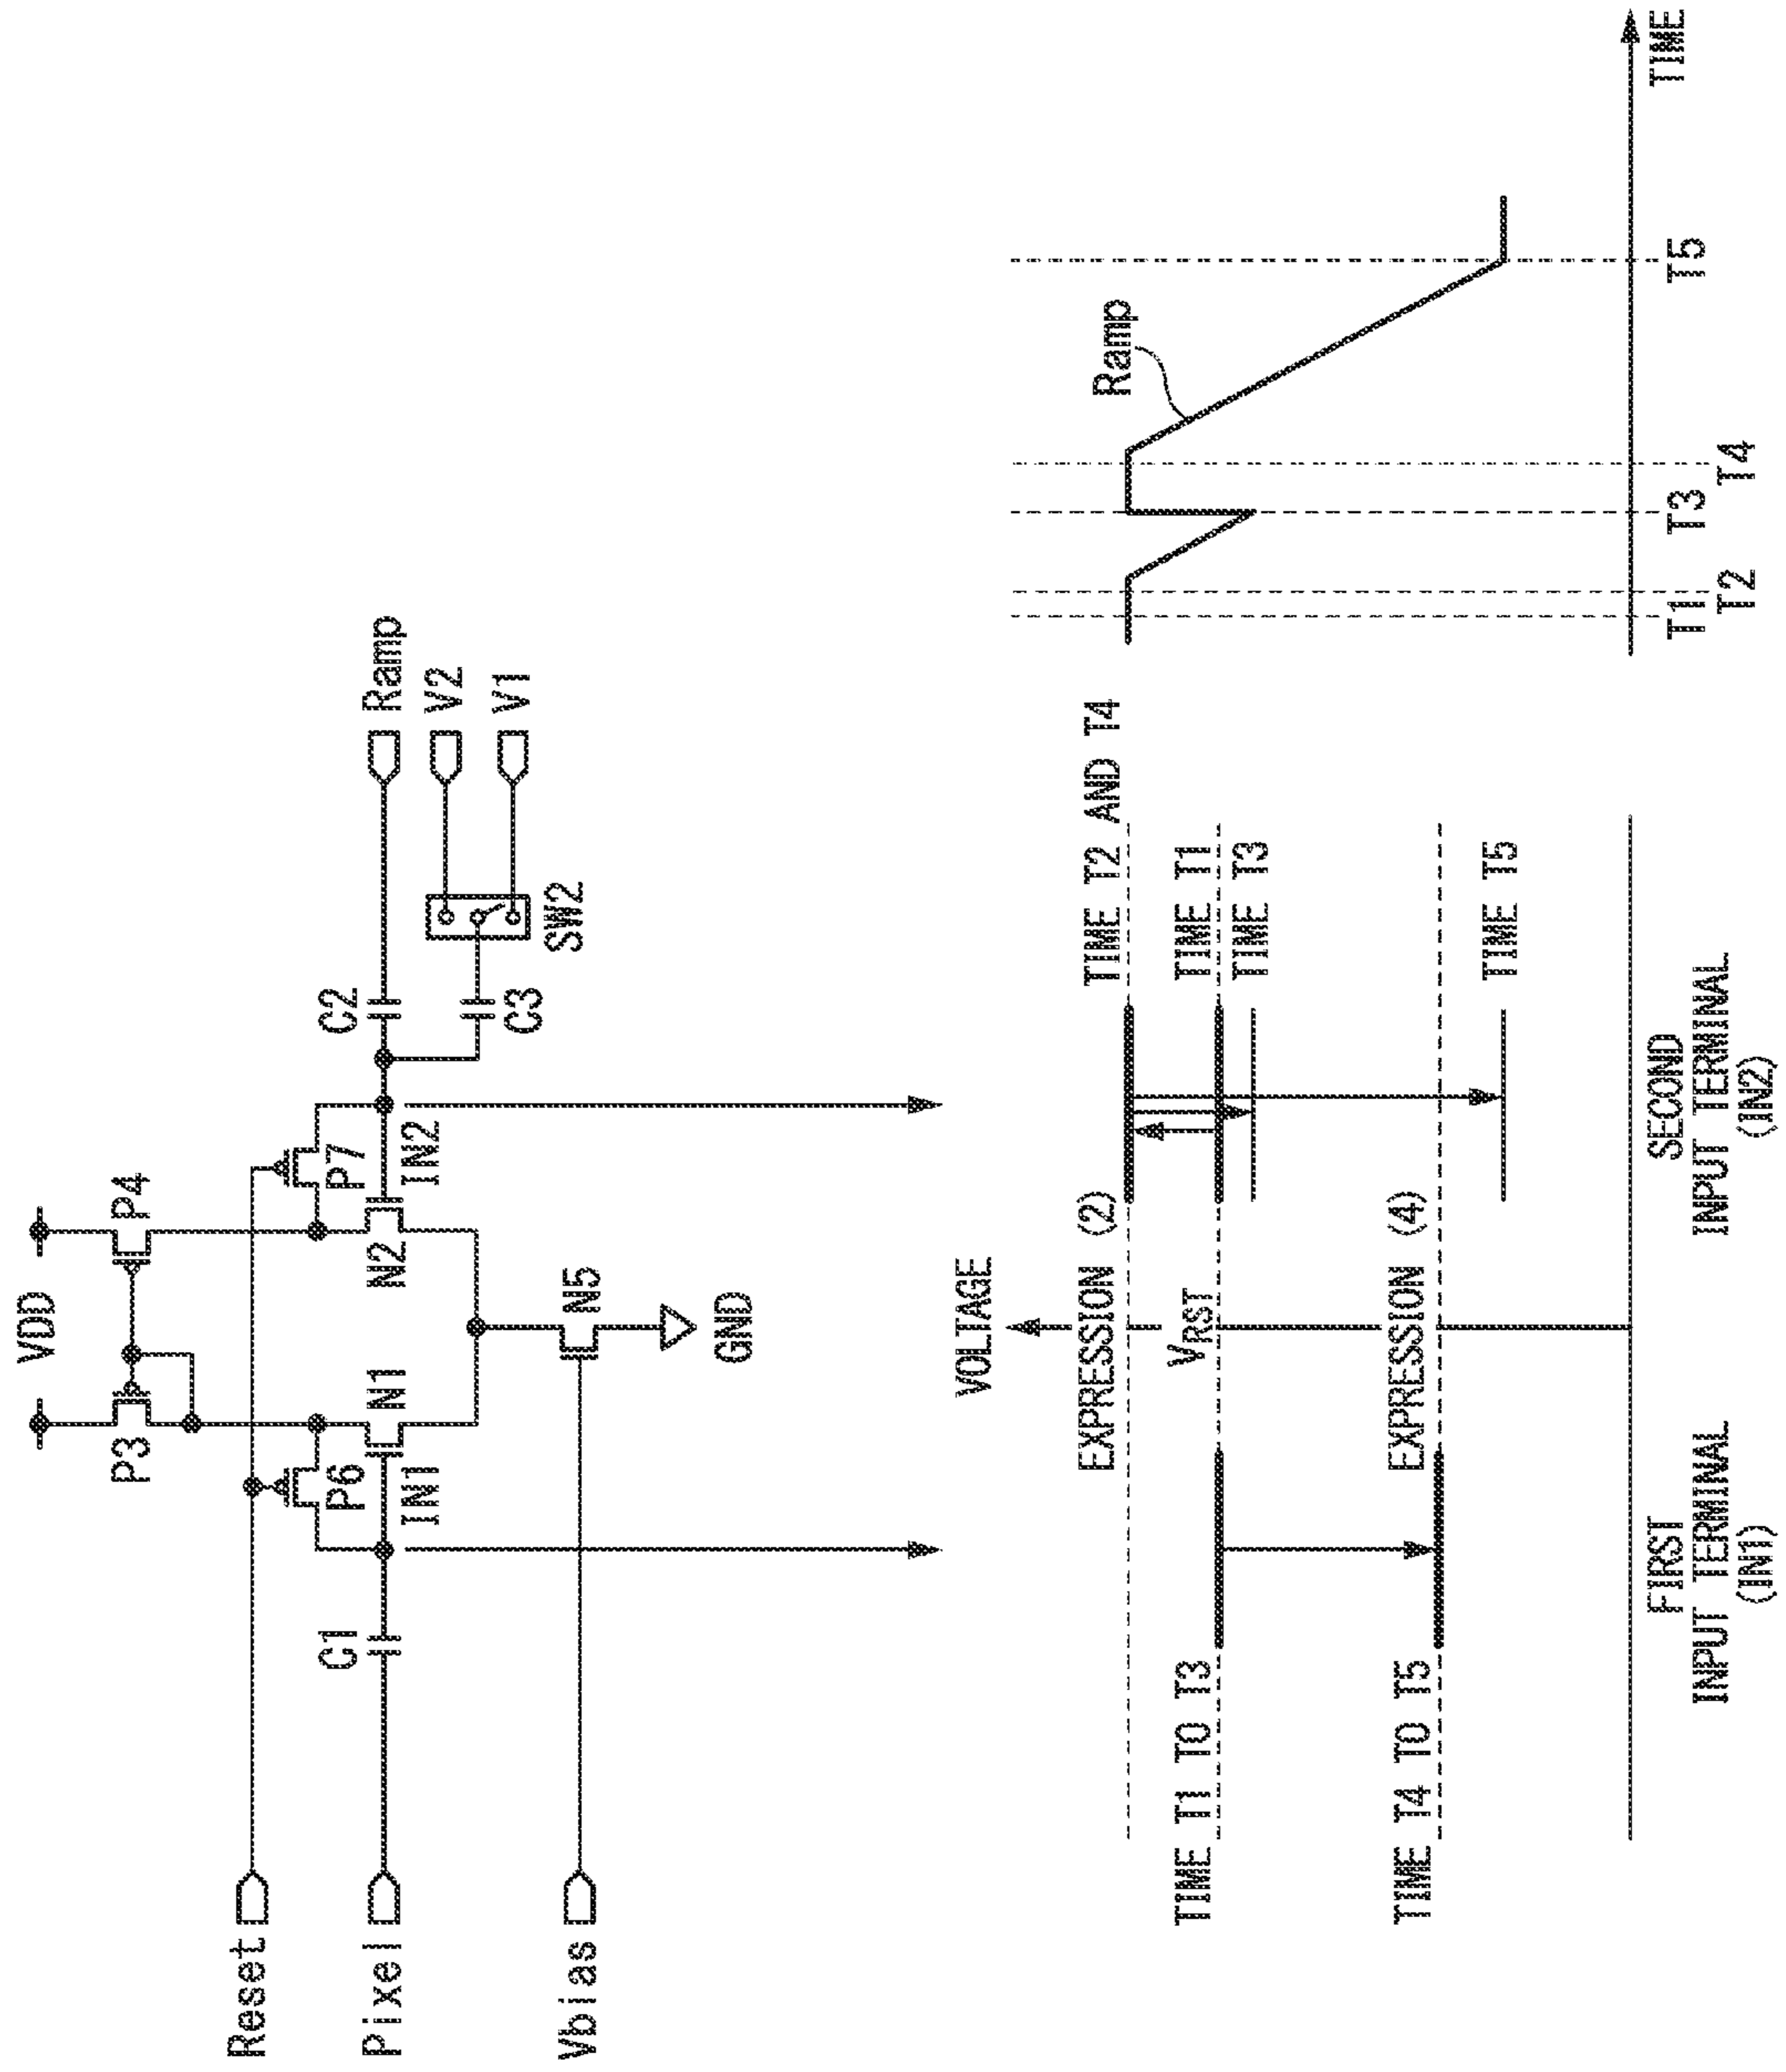 VDD
P3
P4
Reset
P6
P7
Pixel
C1
IN1
N1
N2
IN2
C2
Ramp
V2
C3
V1
SW2
Vbias
N5
GND
VOLTAGE
EXPRESSION (2)
TIME T2 AND T4
TIME T1 TO T3
VRST
TIME T1
TIME T3
TIME T4 TO T5
EXPRESSION (4)
TIME T5
FIRST
INPUT TERMINAL
(IN1)
SECOND
INPUT TERMINAL
(IN2)
Ramp
T1
T2
T3
T4
T5
TIME